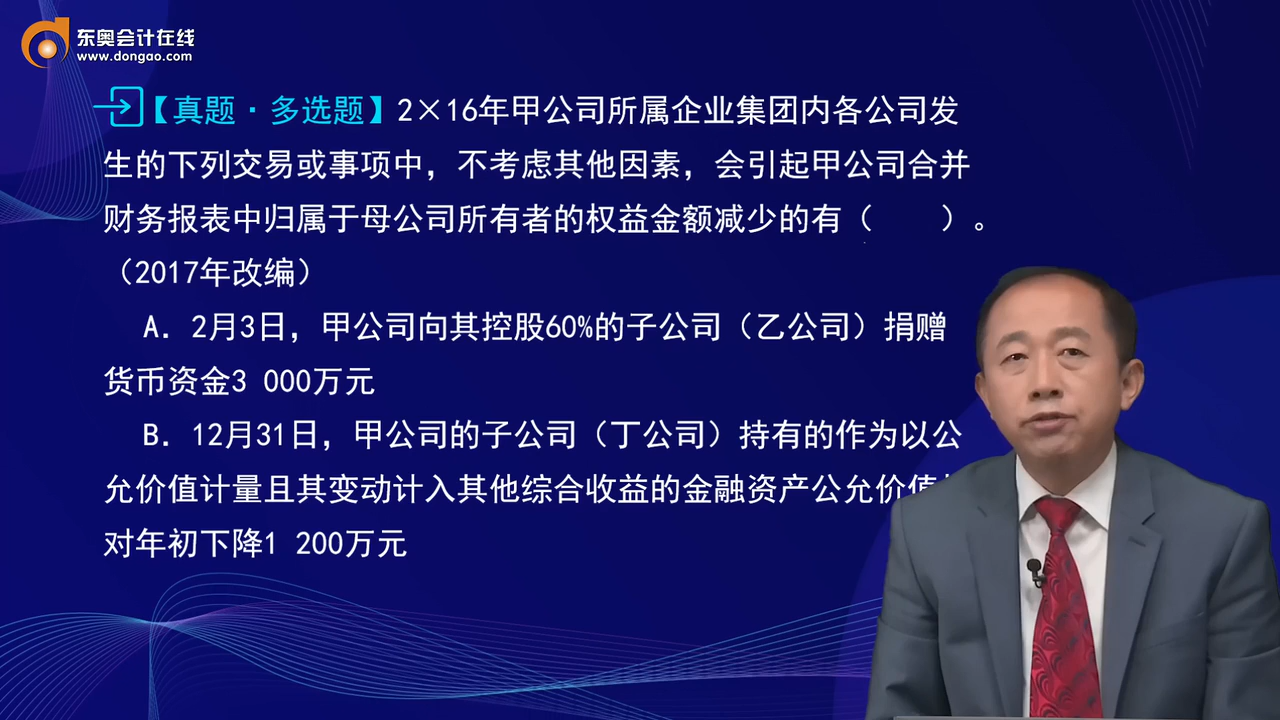 东奥会计在线
www.dongao.com
【真题·多选题】2×16年甲公司所属企业集团内各公司发
生的下列交易或事项中，不考虑其他因素，会引起甲公司合并
财务报表中归属于母公司所有者的权益金额减少的有（　　）。
（2017年改编）
A．2月3日，甲公司向其控股60%的子公司（乙公司）捐赠
货币资金3 000万元
B．12月31日，甲公司的子公司（丁公司）持有的作为以公
允价值计量且其变动计入其他综合收益的金融资产公允价值
对年初下降1 200万元